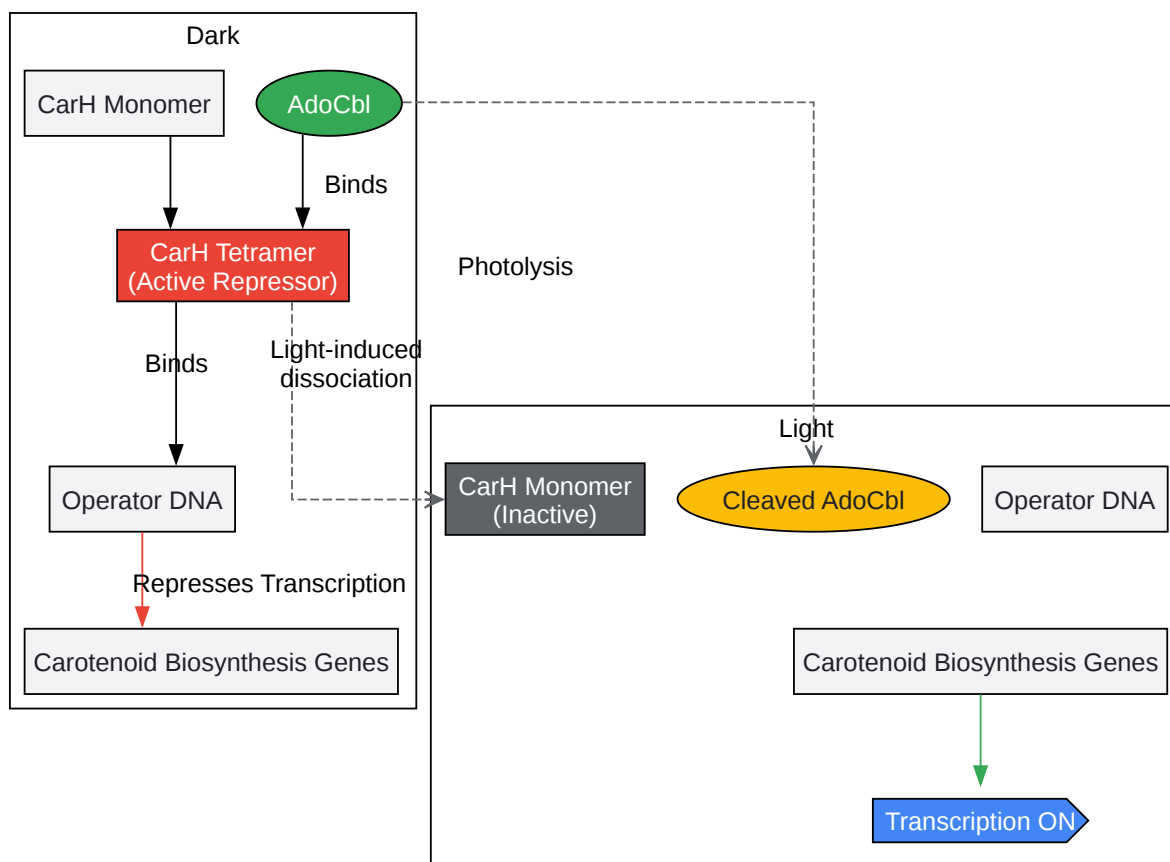 Dark
CarH Monomer
AdoCbl
Binds
CarH Tetramer
(Active Repressor)
Photolysis
Binds
Light-induced
dissociation
Light
Operator DNA
CarH Monomer
(Inactive)
Cleaved AdoCbl
Operator DNA
Represses Transcription
Carotenoid Biosynthesis Genes
Carotenoid Biosynthesis Genes
Transcription ON